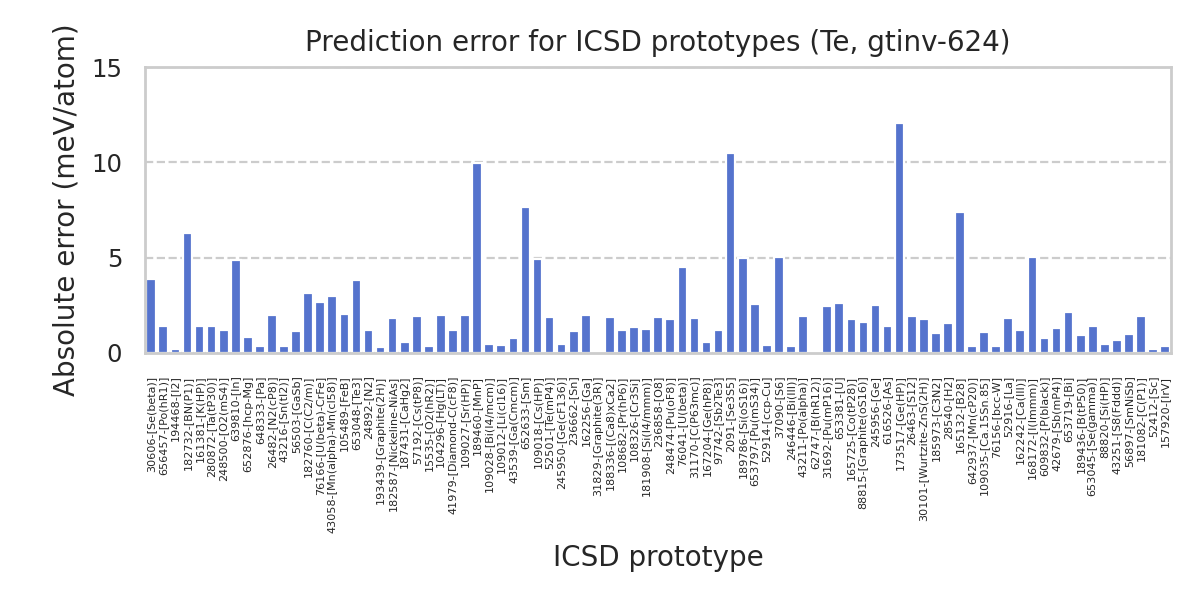 Prediction error for ICSD prototypes (Te, gtinv-624)
Absolute error (meV/atom)
15
10
5
0
30606-[Se(beta)]
656457-[Po(hR1)]
194468-[I2]
182732-[BN(P1)]
161381-[K(HP)]
280872-[Ba(tP30)]
248500-[O2(mS4)]
639810-[In]
652876-[hcp-Mg]
648333-[Pa]
26482-[N2(cP8)]
43216-[Sn(tI2)]
56503-[GaSb]
182760-[C(C2/m)]
76166-[U(beta)-CrFe]
43058-[Mn(alpha)-Mn(cI58)]
105489-[FeB]
653048-[Te3]
24892-[N2]
193439-[Graphite(2H)]
182587-[Nickeline-NiAs]
187431-[CaHg2]
57192-[Cs(tP8)]
15535-[O2(hR2)]
104296-[Hg(LT)]
41979-[Diamond-C(cF8)]
109027-[Sr(HP)]
189460-[MnP]
109028-[Bi(I4/mcm)]
109012-[Li(cI16)]
43539-[Ga(Cmcm)]
652633-[Sm]
109018-[Cs(HP)]
52501-[Te(mP4)]
245950-[Ge(cF136)]
236662-[Sn]
162256-[Ga]
31829-[Graphite(3R)]
188336-[(Ca8)xCa2]
108682-[Pr(hP6)]
108326-[Cr3Si]
181908-[Si(I4/mmm)]
236858-[O8]
248474-[Pu(oF8)]
76041-[U(beta)]
31170-[C(P63mc)]
167204-[Ge(hP8)]
97742-[Sb2Te3]
2091-[Se3S5]
189786-[Si(oS16)]
653797-[Pu(mS34)]
52914-[ccp-Cu]
37090-[S6]
246446-[Bi(III)]
43211-[Po(alpha)]
62747-[B(hR12)]
31692-[Pu(mP16)]
653381-[U]
165725-[Co(tP28)]
88815-[Graphite(oS16)]
245956-[Ge]
616526-[As]
173517-[Ge(HP)]
26463-[S12]
30101-[Wurtzite-ZnS(2H)]
185973-[C3N2]
28540-[H2]
165132-[B28]
642937-[Mn(cP20)]
109035-[Ca.15Sn.85]
76156-[bcc-W]
52916-[La]
162242-[Ca(III)]
168172-[I(Immm)]
609832-[P(black)]
42679-[Sb(mP4)]
653719-[Bi]
189436-[B(tP50)]
653045-[Se(gamma)]
88820-[Si(HP)]
43251-[S8(Fddd)]
56897-[SmNiSb]
181082-[C(P1)]
52412-[Sc]
157920-[IrV]
ICSD prototype